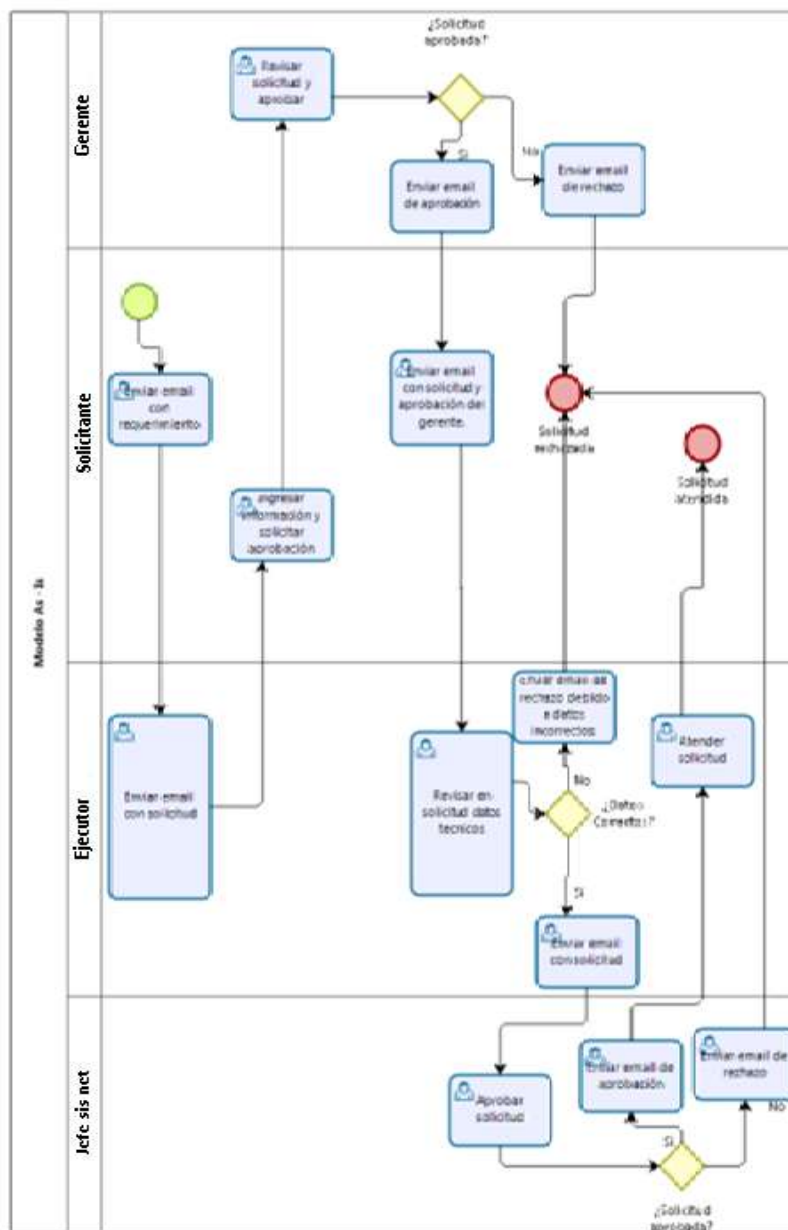 Modelo As - Is
Gerente
¿Solicitud
aprobada?
Revisar
solicitud y
aprobar
Si
No
Enviar email
de aprobación
Enviar email
de rechazo
Solicitante
Enviar email
con
requerimiento
Ingresar
información y
solicitar
aprobación
Enviar email
con solicitud y
aprobación del
gerente.
Solicitud
rechazada
Solicitud
atendida
Ejecutor
Enviar email
con solicitud
Revisar en
solicitud datos
tecnicos
Enviar email de
rechazo debido
a datos
incorrectos
No
¿Datos
Correctos?
Si
Enviar email
con solicitud
Atender
solicitud
Jefe sis net
Aprobar
solicitud
Enviar email de
aprobación
Enviar email de
rechazo
Si
No
¿Solicitud
aprobada?